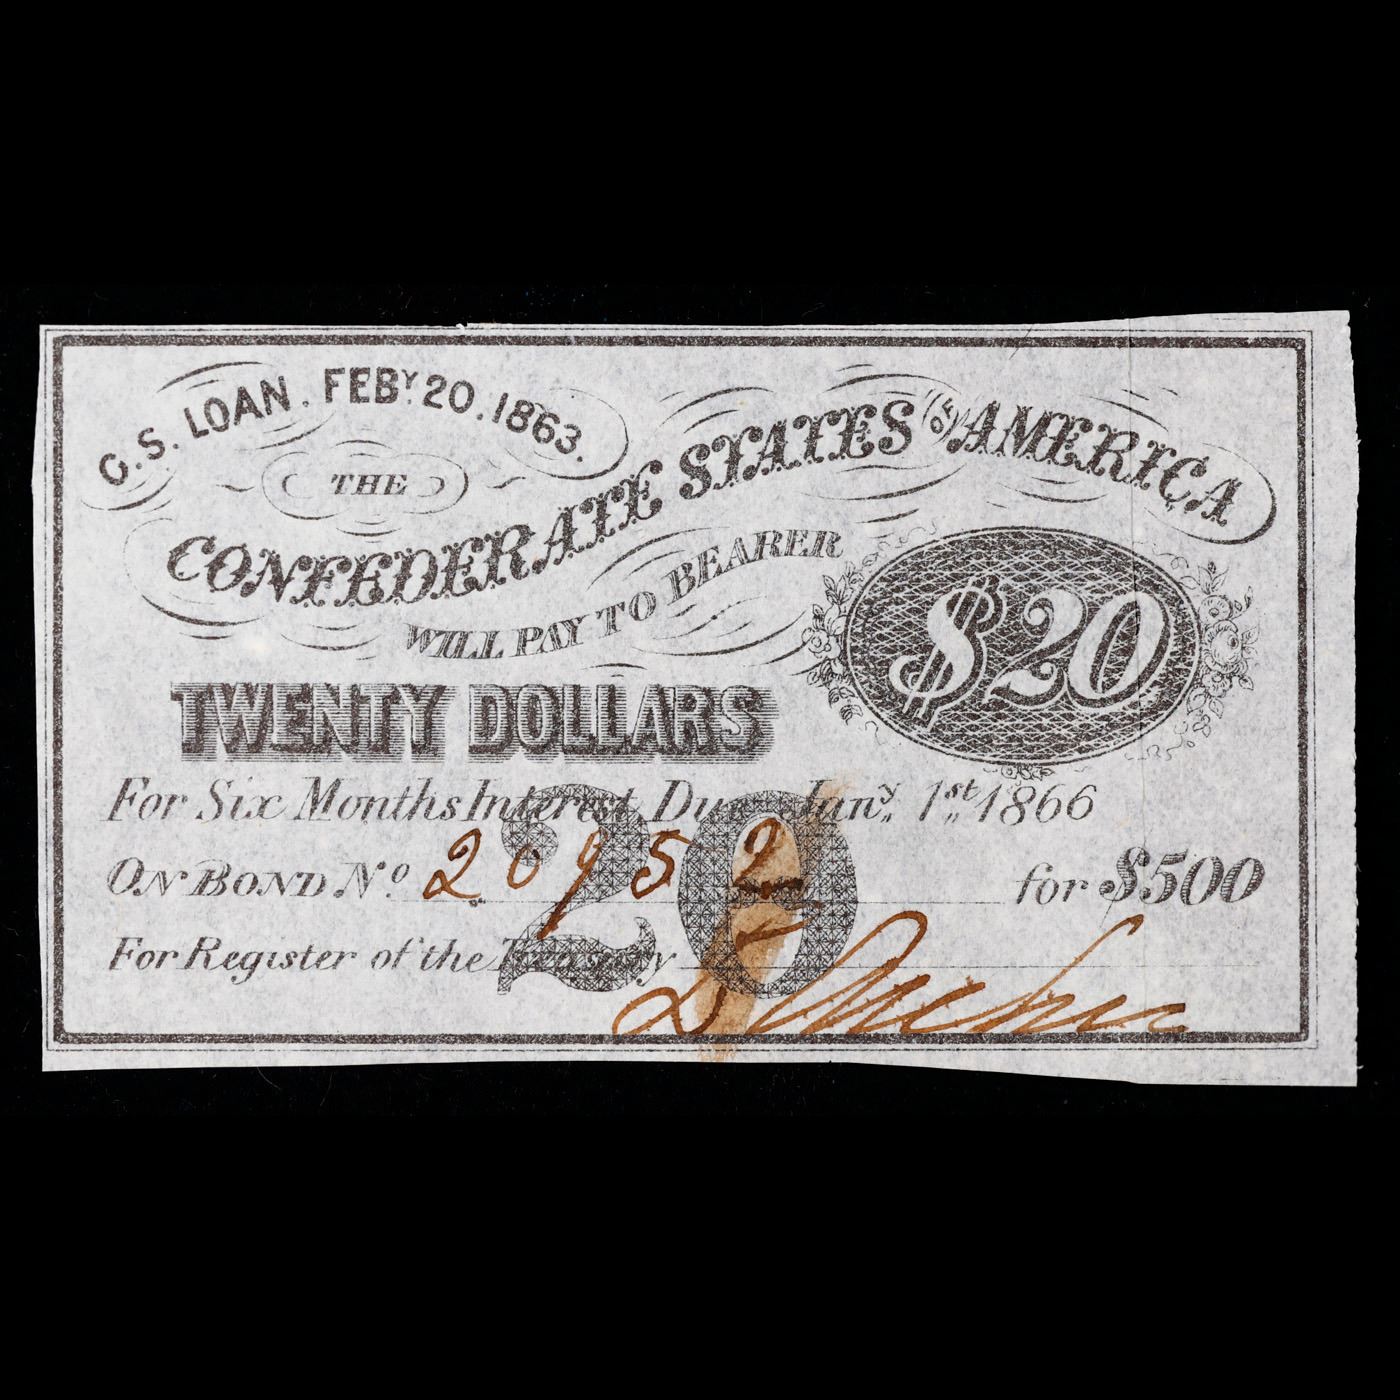 C.S. LOAN. FEBY. 20. 1863.
THE
CONFEDERATE STATES OF AMERICA
WILL PAY TO BEARER
$20
TWENTY DOLLARS
For Six Months Interest Due Jany. 1st 1866
20
ON BOND No. 20952 for $500
For Register of the Treasury